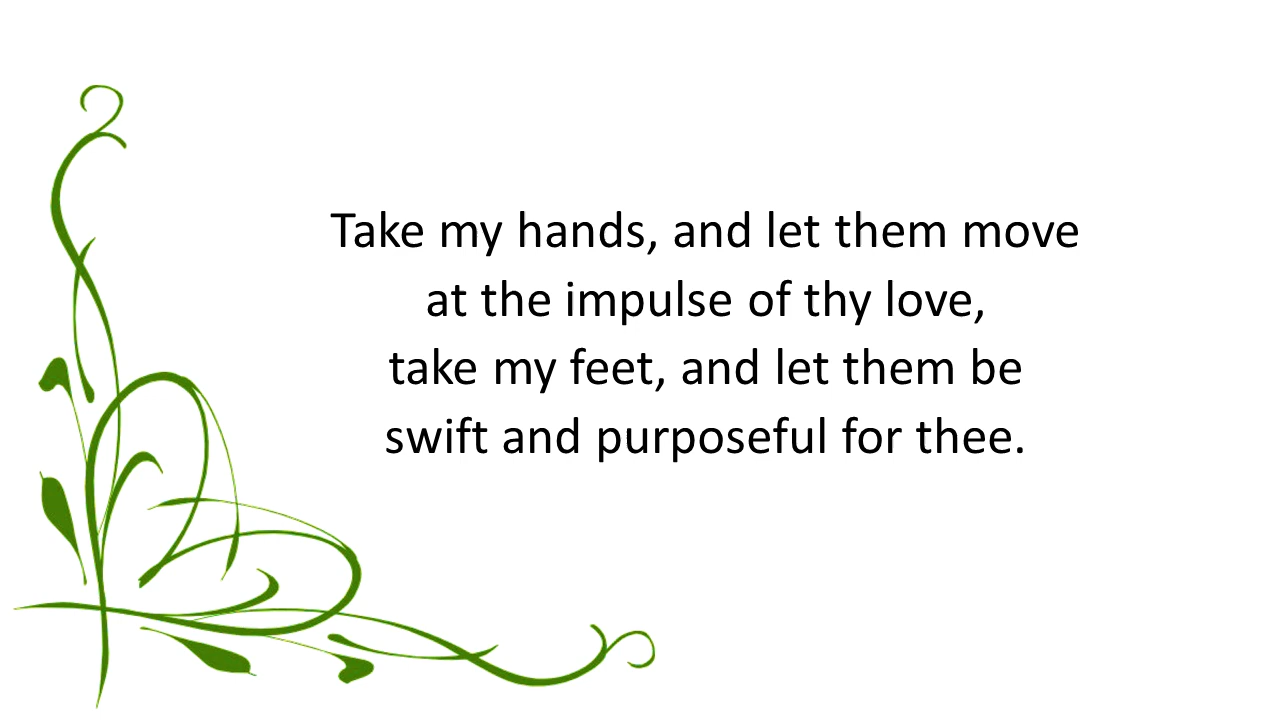 Take my hands, and let them move
at the impulse of thy love,
take my feet, and let them be
swift and purposeful for thee.